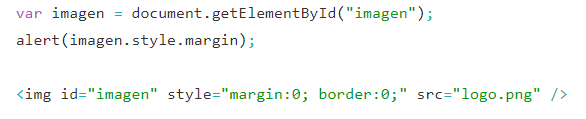 var imagen = document.getElementById("imagen");
alert(imagen.style.margin);
<img id="imagen" style="margin:0; border:0;" src="logo.png" />